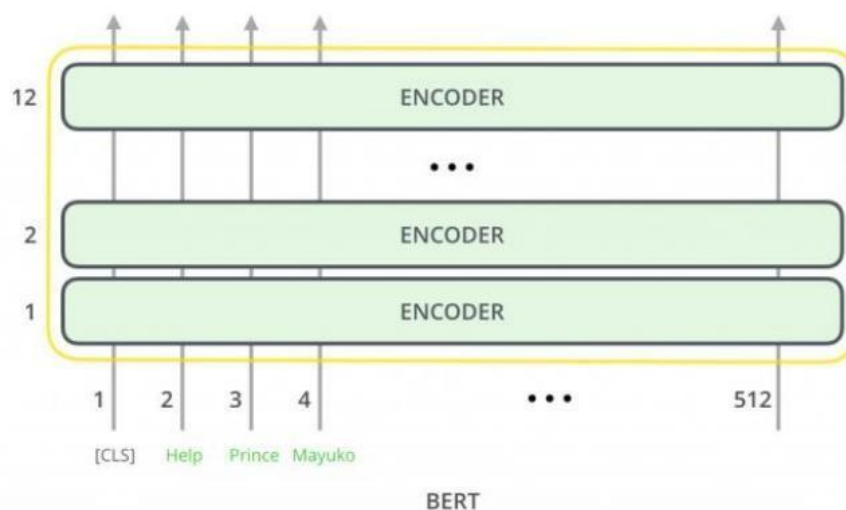 12 ENCODER
...
2 ENCODER
1 ENCODER
1 2 3 4 ... 512
[CLS] Help Prince Mayuko
BERT